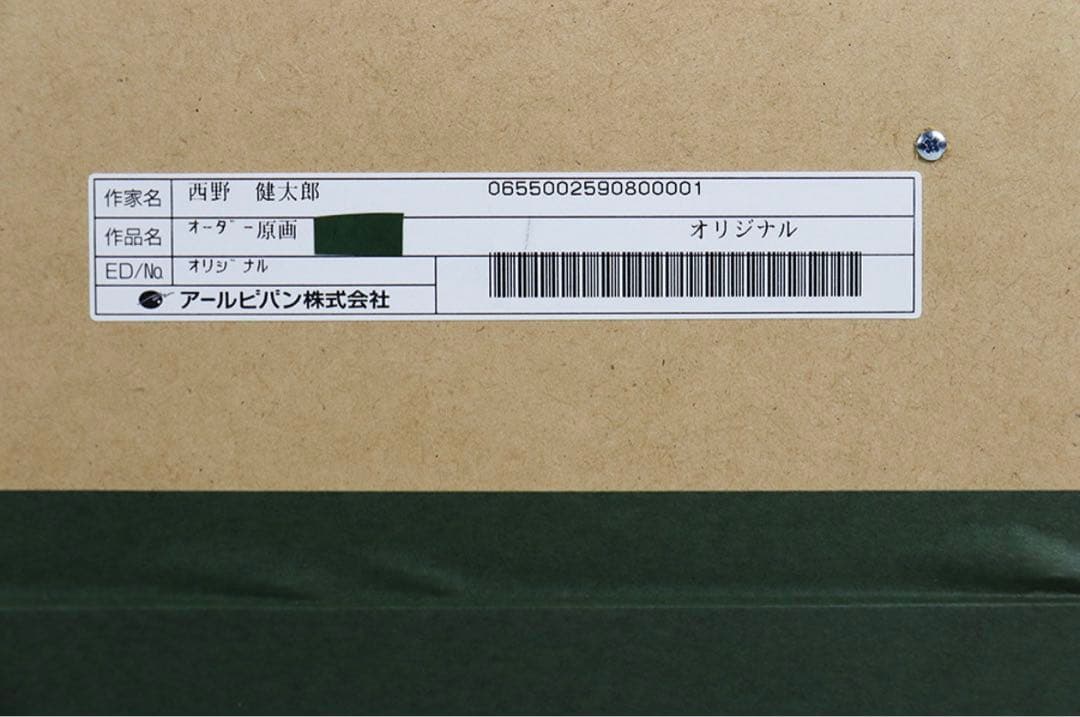 作家名 西野 健太郎 0655002590800001
作品名 ｵｰﾀﾞｰ原画 オリジナル
ED/No. ｵﾘｼﾞﾅﾙ
アールビバン株式会社